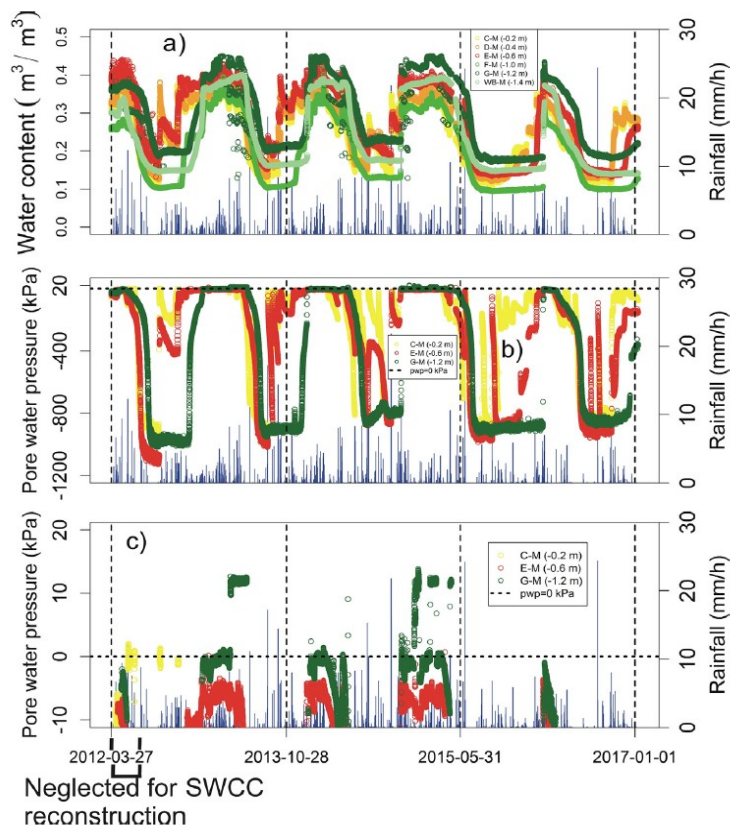 a)
C-M (-0.2 m)
D-M (-0.4 m)
E-M (-0.6 m)
F-M (-1.0 m)
G-M (-1.2 m)
WB-M (-1.4 m)
Water content ( m³ / m³ )
0.5
0.4
0.3
0.2
0.1
0.0
Rainfall (mm/h)
30
20
10
0
b)
C-M (-0.2 m)
E-M (-0.6 m)
G-M (-1.2 m)
pwp=0 kPa
Pore water pressure (kPa)
20
-400
-800
-1200
Rainfall (mm/h)
30
20
10
0
c)
C-M (-0.2 m)
E-M (-0.6 m)
G-M (-1.2 m)
pwp=0 kPa
Pore water pressure (kPa)
20
10
0
-10
Rainfall (mm/h)
30
20
10
0
2012-03-27 2013-10-28 2015-05-31 2017-01-01
Neglected for SWCC
reconstruction